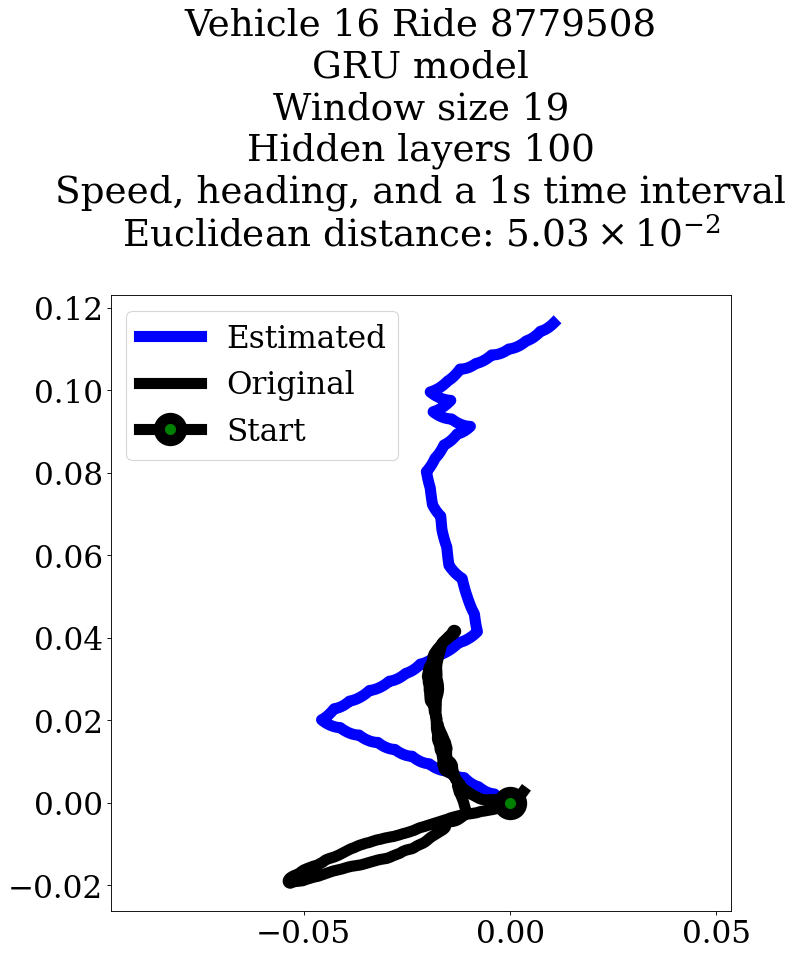 Vehicle 16 Ride 8779508
GRU model
Window size 19
Hidden layers 100
Speed, heading, and a 1s time interval
Euclidean distance: 5.03 × 10⁻²
Estimated
Original
Start
0.12
0.10
0.08
0.06
0.04
0.02
0.00
−0.02
−0.05
0.00
0.05